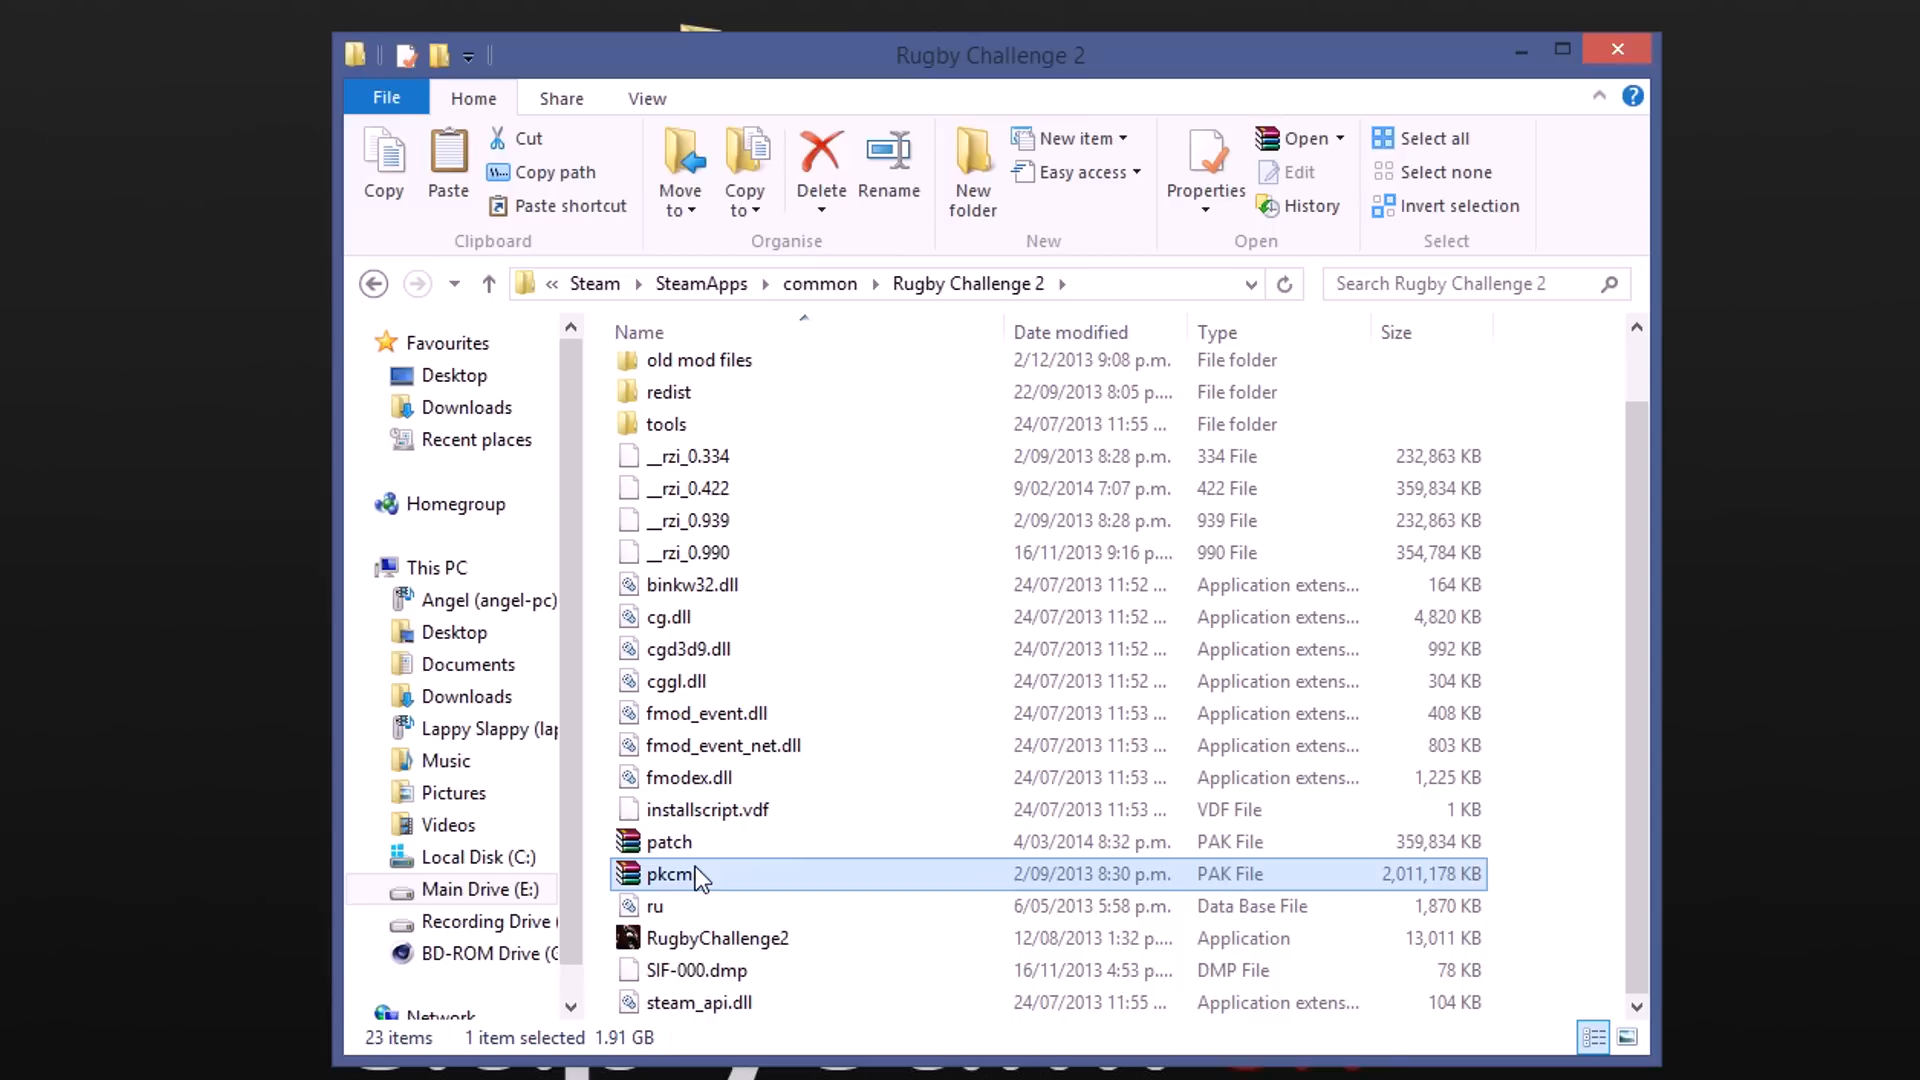 Rugby Challenge 2
File Home Share View
Copy
Paste
Cut
Copy path
Paste shortcut
Clipboard
Move to
Copy to
Delete
Rename
Organise
New folder
New item
Easy access
New
Properties
Open
Edit
History
Open
Select all
Select none
Invert selection
Select
« Steam SteamApps common Rugby Challenge 2
Search Rugby Challenge 2
Favourites
Desktop
Downloads
Recent places
Homegroup
This PC
Angel (angel-pc)
Desktop
Documents
Downloads
Lappy Slappy (lap
Music
Pictures
Videos
Local Disk (C:)
Main Drive (E:)
Recording Drive (
BD-ROM Drive (G
Network
Name Date modified Type Size
old mod files 2/12/2013 9:08 p.m. File folder
redist 22/09/2013 8:05 p.... File folder
tools 24/07/2013 11:55 ... File folder
__rzi_0.334 2/09/2013 8:28 p.m. 334 File 232,863 KB
__rzi_0.422 9/02/2014 7:07 p.m. 422 File 359,834 KB
__rzi_0.939 2/09/2013 8:28 p.m. 939 File 232,863 KB
__rzi_0.990 16/11/2013 9:16 p.... 990 File 354,784 KB
binkw32.dll 24/07/2013 11:52 ... Application extens... 164 KB
cg.dll 24/07/2013 11:52 ... Application extens... 4,820 KB
cgd3d9.dll 24/07/2013 11:52 ... Application extens... 992 KB
cggl.dll 24/07/2013 11:52 ... Application extens... 304 KB
fmod_event.dll 24/07/2013 11:53 ... Application extens... 408 KB
fmod_event_net.dll 24/07/2013 11:53 ... Application extens... 803 KB
fmodex.dll 24/07/2013 11:53 ... Application extens... 1,225 KB
installscript.vdf 24/07/2013 11:53 ... VDF File 1 KB
patch 4/03/2014 8:32 p.m. PAK File 359,834 KB
pkcm 2/09/2013 8:30 p.m. PAK File 2,011,178 KB
ru 6/05/2013 5:58 p.m. Data Base File 1,870 KB
RugbyChallenge2 12/08/2013 1:32 p.... Application 13,011 KB
SIF-000.dmp 16/11/2013 4:53 p.... DMP File 78 KB
steam_api.dll 24/07/2013 11:55 ... Application extens... 104 KB
23 items 1 item selected 1.91 GB